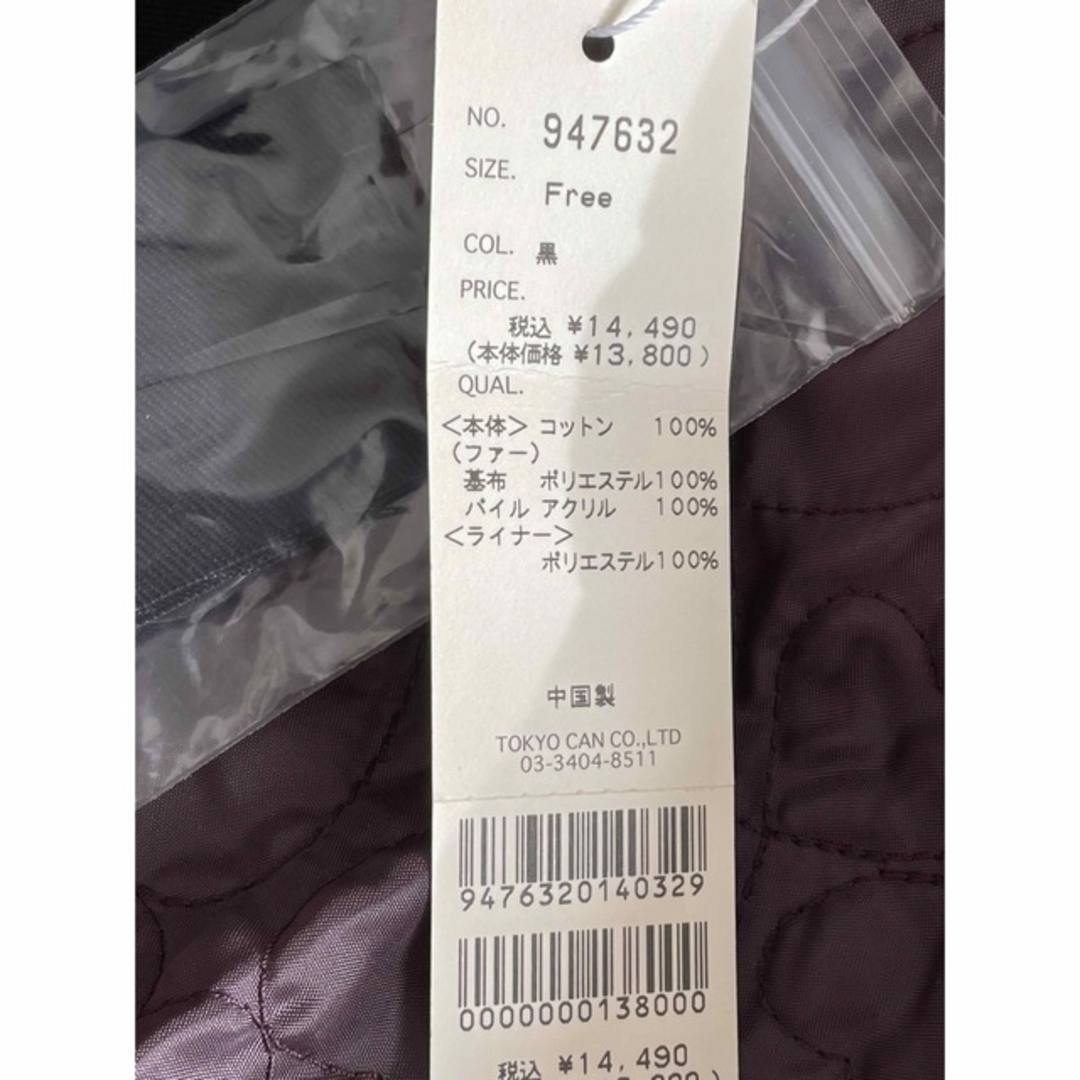 NO. 947632
SIZE. Free
COL. 黒
PRICE.
税込 ¥14,490
(本体価格 ¥13,800)
QUAL.
<本体> コットン 100%
(ファー)
基布 ポリエステル100%
パイル アクリル 100%
<ライナー>
ポリエステル100%
中国製
TOKYO CAN CO.,LTD
03-3404-8511
9476320140329
0000000138000
税込 ¥14,490